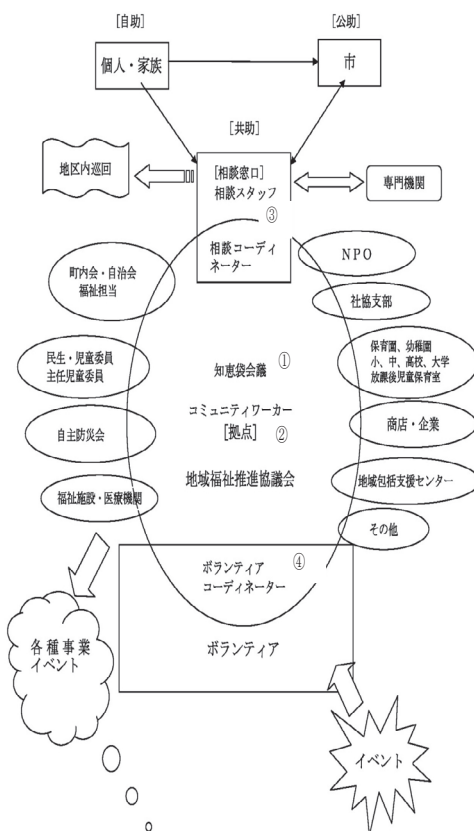 [自助]
[公助]
個人・家族
市
[共助]
地区内巡回
[相談窓口]
相談スタッフ
専門機関
③
相談コーディ
ネーター
NPO
町内会・自治会
福祉担当
社協支部
民生・児童委員
主任児童委員
知恵袋会議 ①
保育園、幼稚園
小、中、高校、大学
放課後児童保育室
コミュニティワーカー
[拠点] ②
自主防災会
商店・企業
地域福祉推進協議会
福祉施設・医療機関
地域包括支援センター
その他
ボランティア ④
コーディネーター
ボランティア
各種事業
イベント
イベント